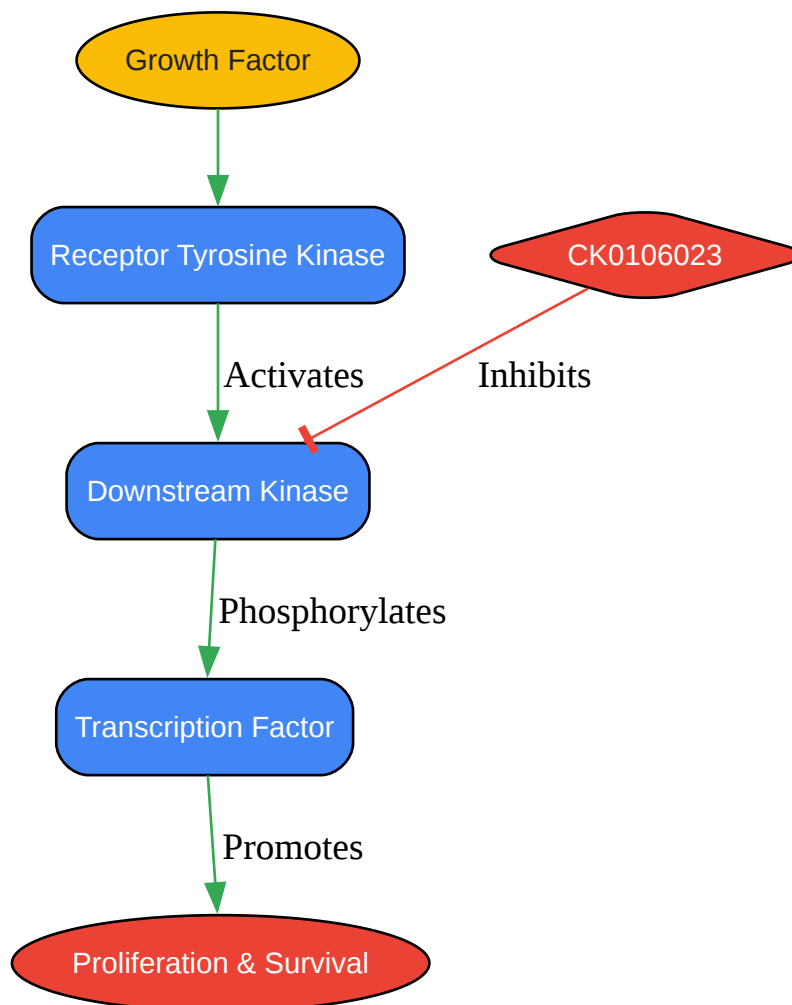 Growth Factor
Receptor Tyrosine Kinase
CK0106023
Activates
Inhibits
Downstream Kinase
Phosphorylates
Transcription Factor
Promotes
Proliferation & Survival